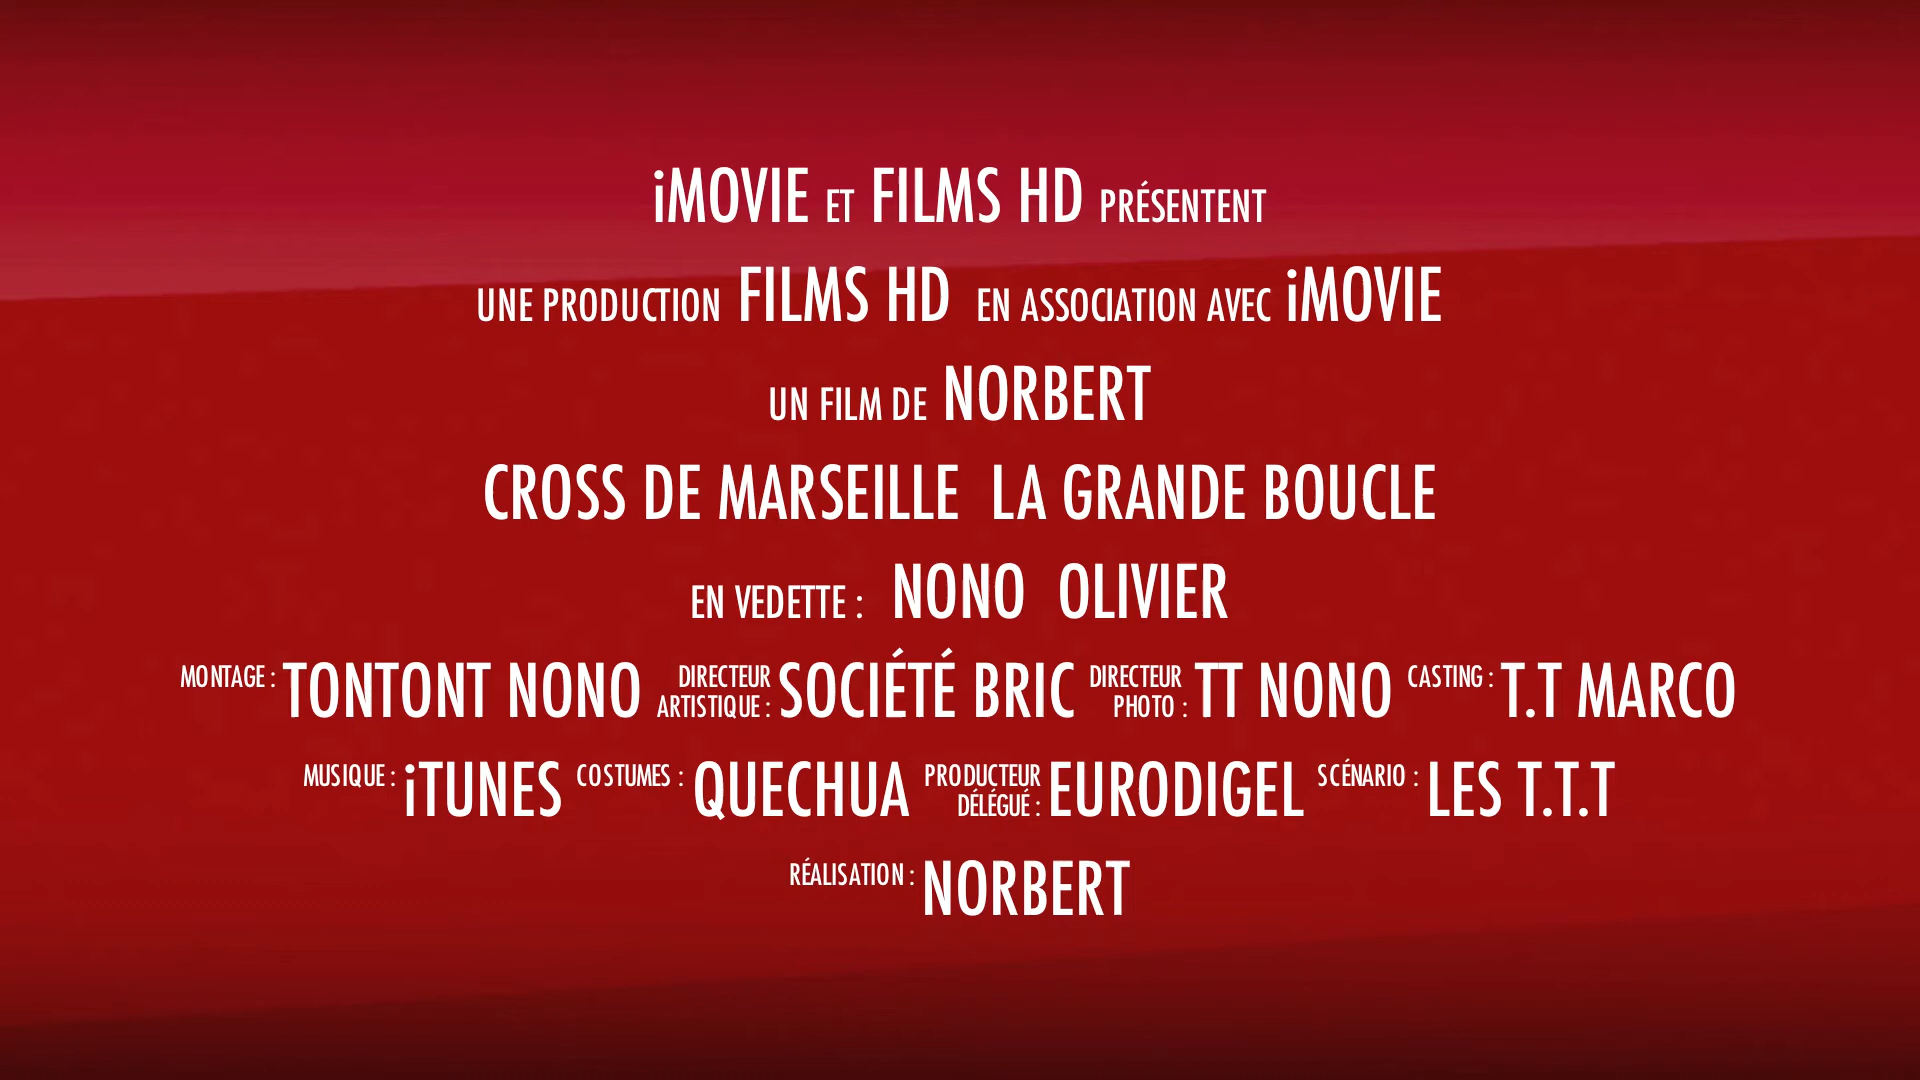 iMOVIE ET FILMS HD PRÉSENTENT
UNE PRODUCTION FILMS HD EN ASSOCIATION AVEC iMOVIE
UN FILM DE NORBERT
CROSS DE MARSEILLE LA GRANDE BOUCLE
EN VEDETTE : NONO OLIVIER
MONTAGE : TONTONT NONO DIRECTEUR ARTISTIQUE : SOCIÉTÉ BRIC DIRECTEUR PHOTO : TT NONO CASTING : T.T MARCO
MUSIQUE : iTUNES COSTUMES : QUECHUA PRODUCTEUR DÉLÉGUÉ : EURODIGEL SCÉNARIO : LES T.T.T
RÉALISATION : NORBERT